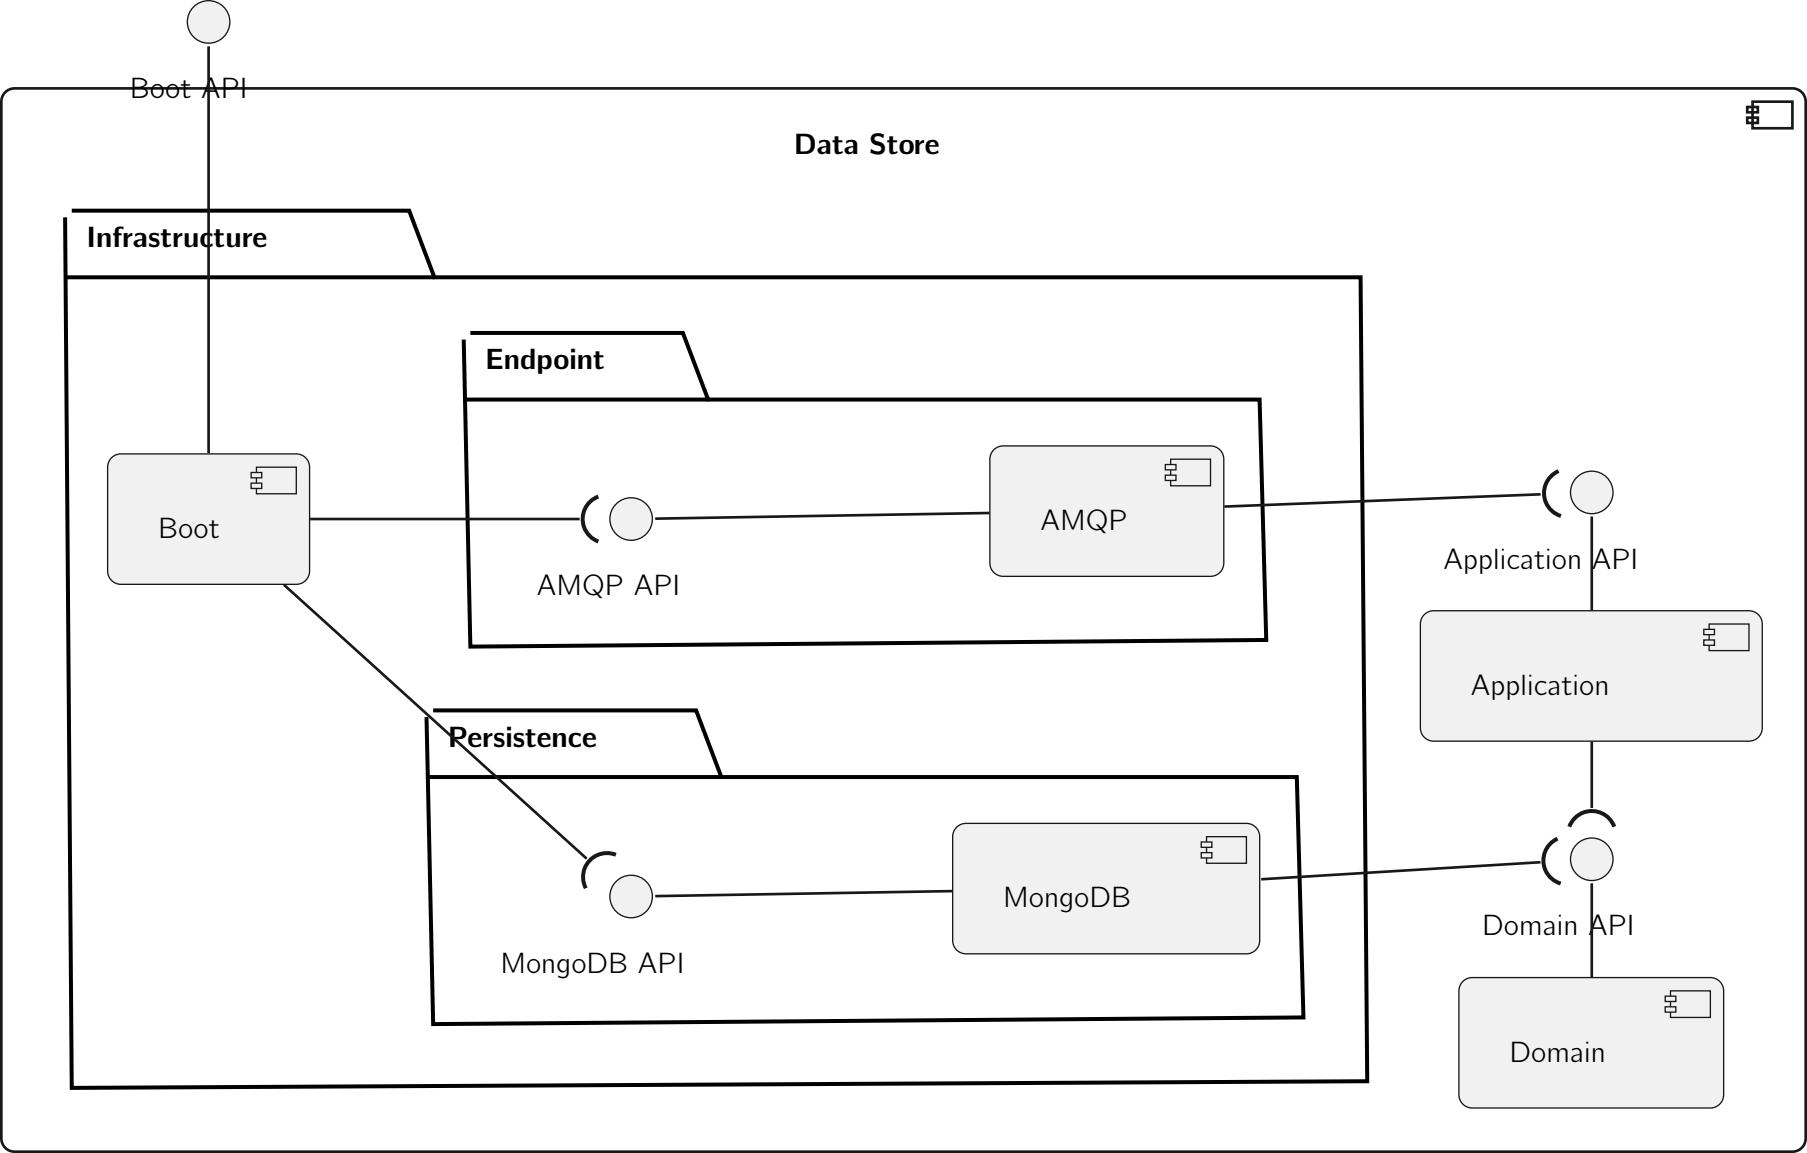 Boot API
Data Store
Infrastructure
Endpoint
Boot
AMQP API
AMQP
Application API
Application
Persistence
MongoDB API
MongoDB
Domain API
Domain